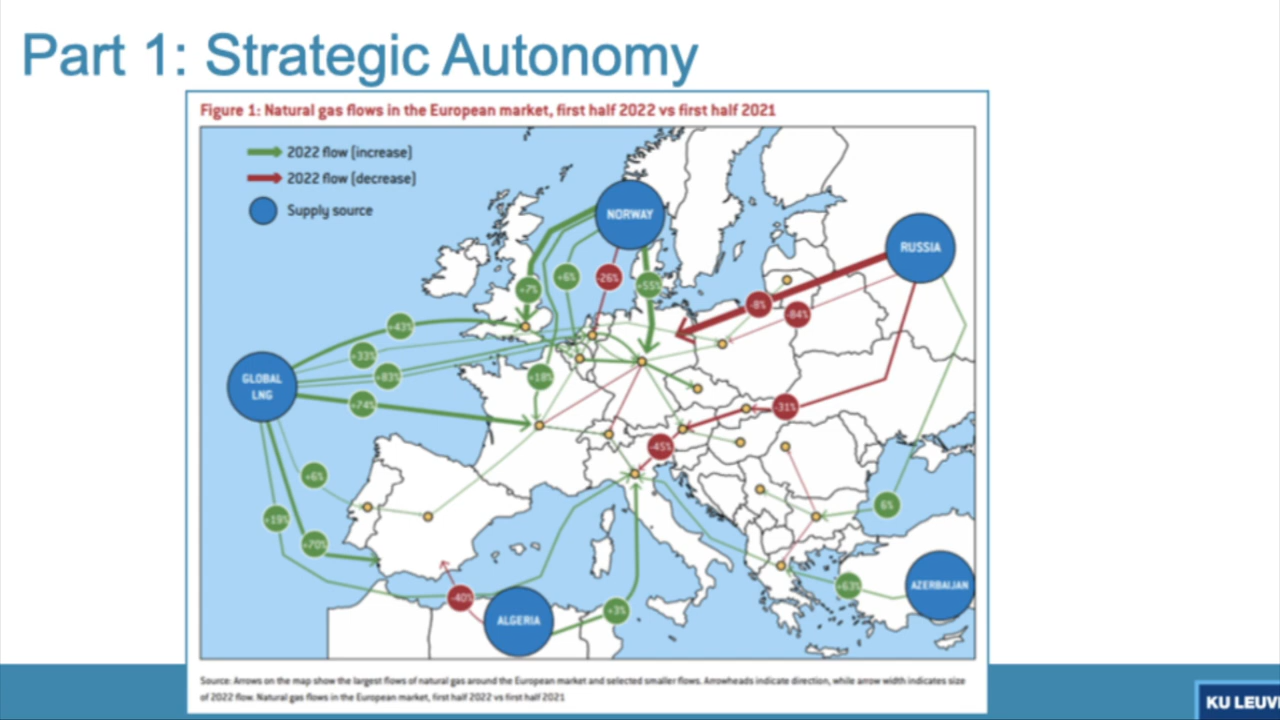 Part 1: Strategic Autonomy
Figure 1: Natural gas flows in the European market, first half 2022 vs first half 2021
2022 flow (increase)
2022 flow (decrease)
Supply source
NORWAY
RUSSIA
+6%
-26%
+55%
+7%
-8%
-84%
+43%
+33%
+83%
GLOBAL
LNG
+18%
+74%
-31%
-45%
+6%
6%
+19%
+70%
AZERBAIJAN
+63%
-40%
+3%
ALGERIA
Source: Arrows on the map show the largest flows of natural gas around the European market and selected smaller flows. Arrowheads indicate direction, while arrow width indicates size
of 2022 flow. Natural gas flows in the European market, first half 2022 vs first half 2021
KU LEUV